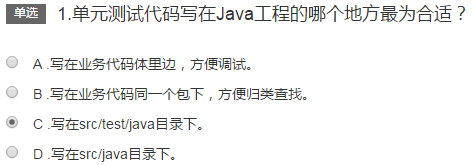 单选 1.单元测试代码写在Java工程的哪个地方最为合适？
A .写在业务代码体里边，方便调试。
B .写在业务代码同一个包下，方便归类查找。
C .写在src/test/java目录下。
D .写在src/java目录下。